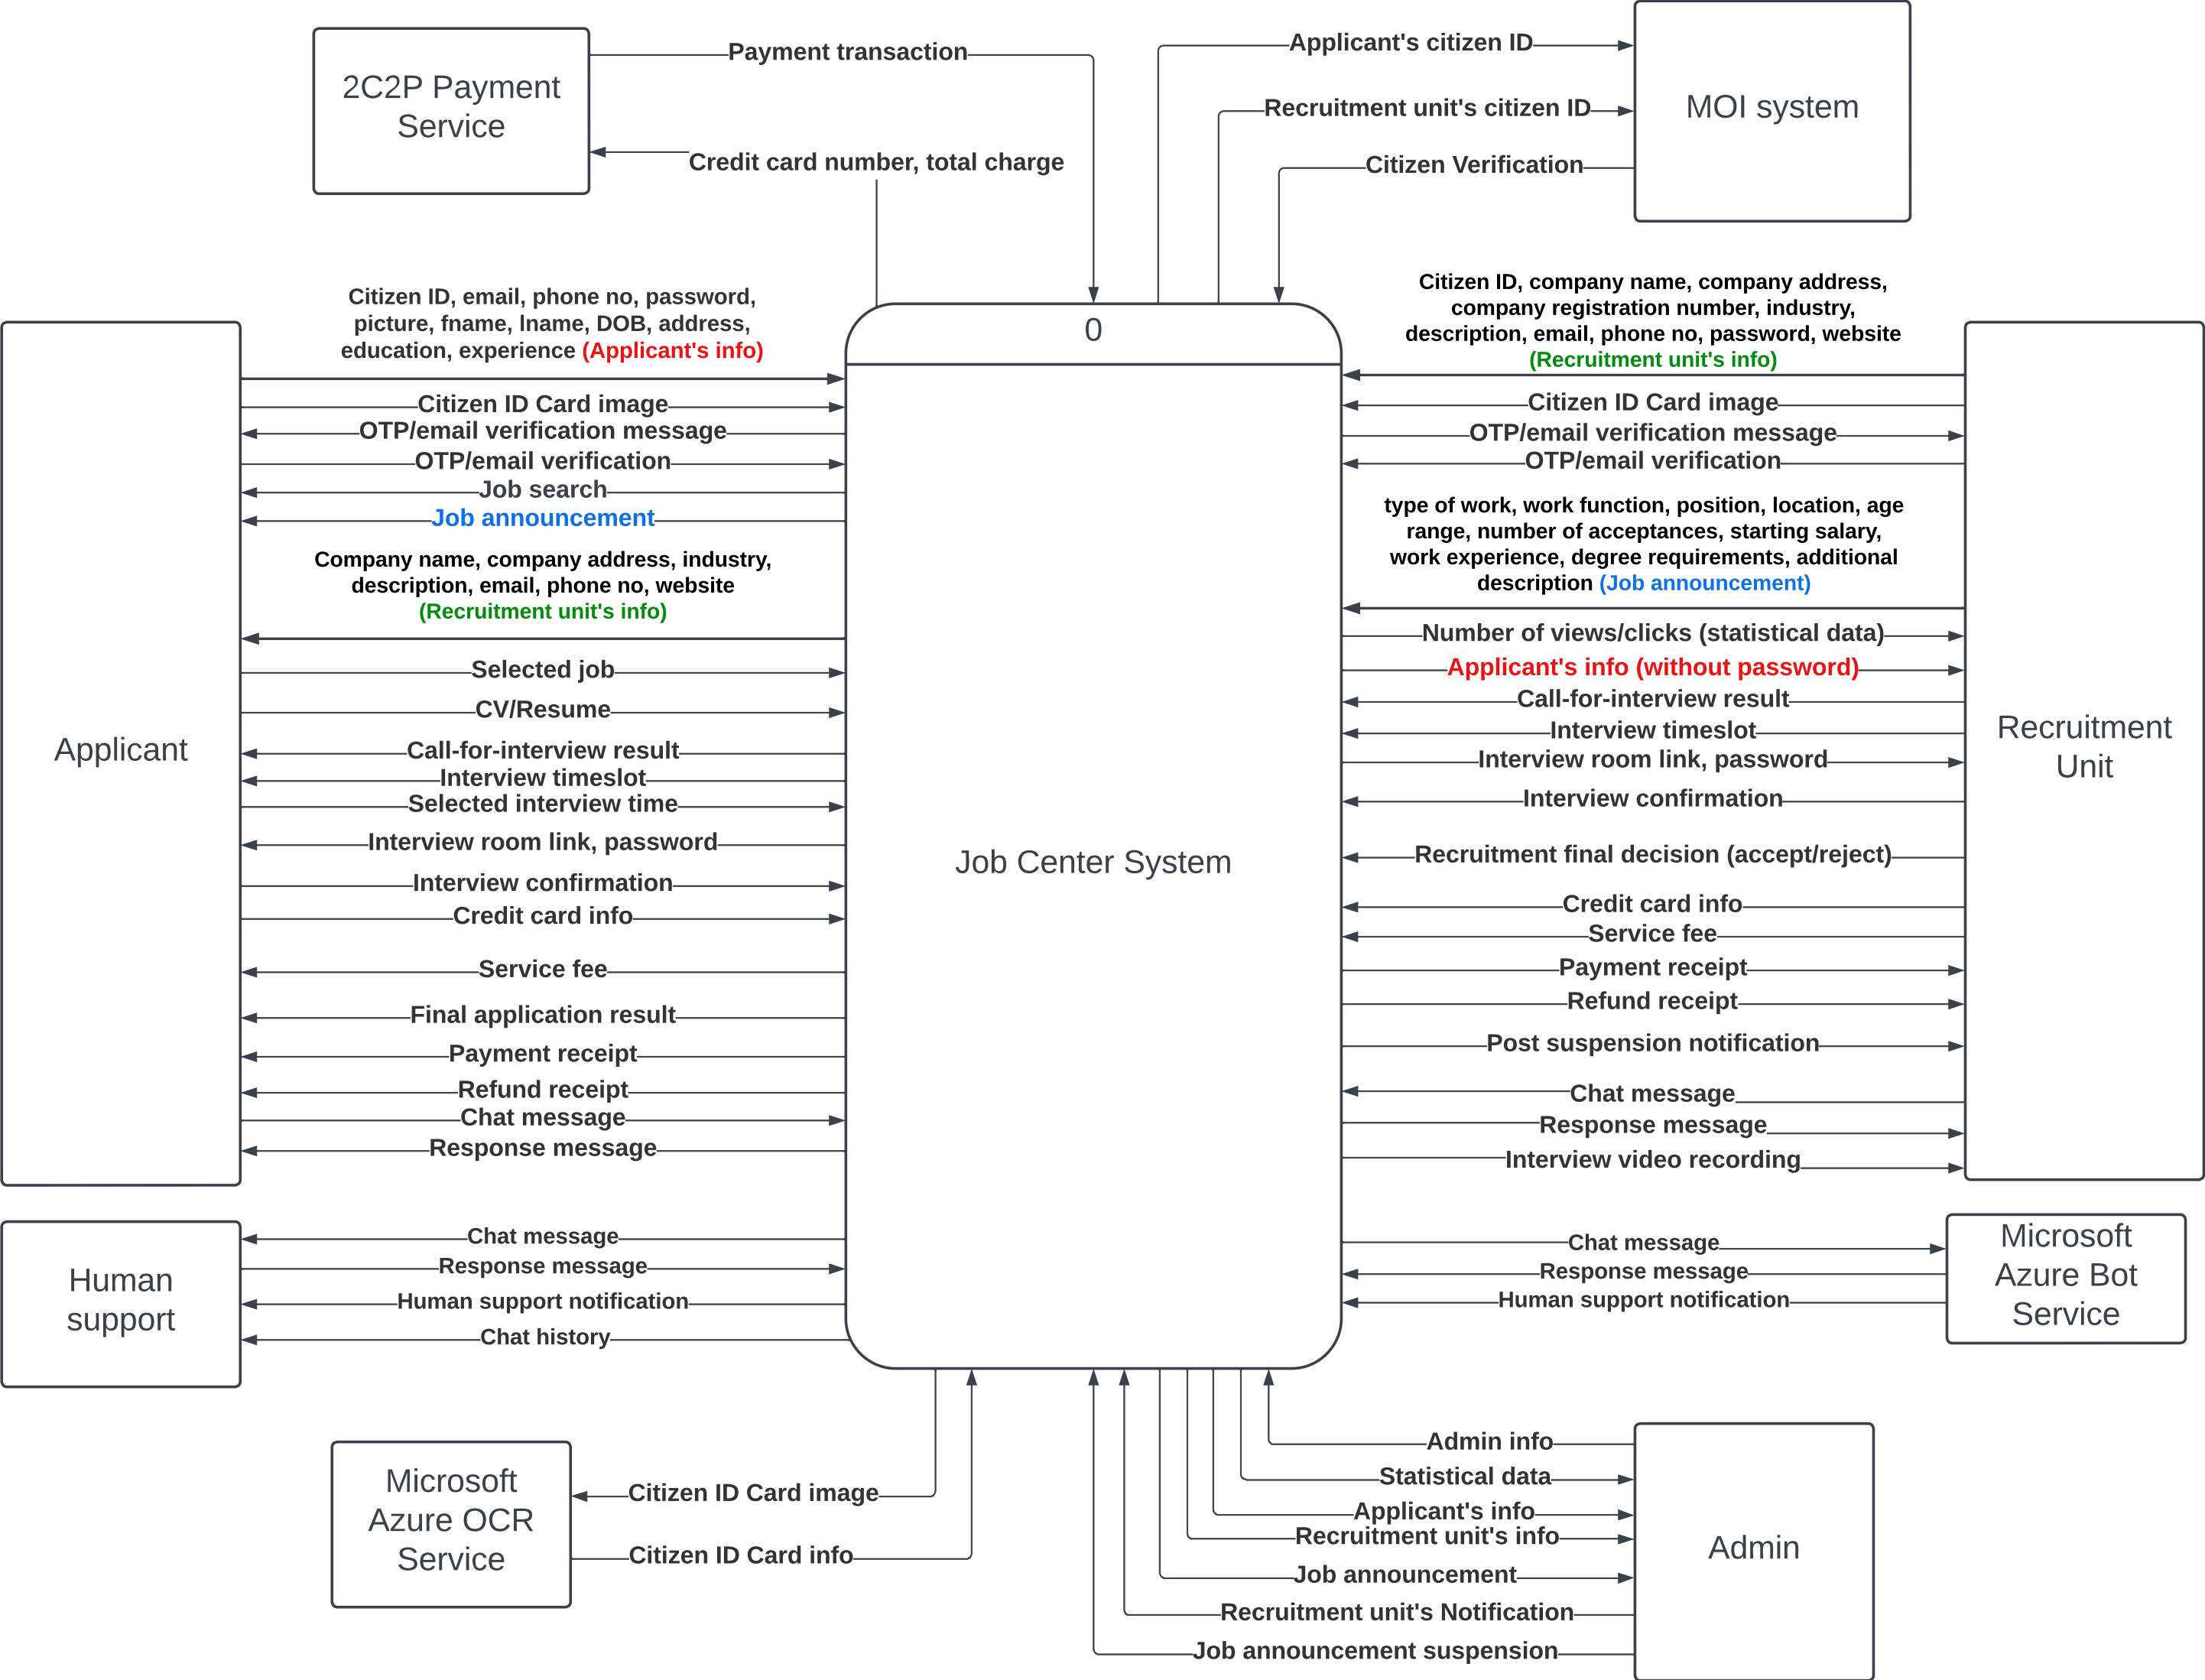 2C2P Payment
Service
Payment transaction
Credit card number, total charge
Applicant's citizen ID
Recruitment unit's citizen ID
Citizen Verification
MOI system
Citizen ID, email, phone no, password,
picture, fname, lname, DOB, address,
education, experience (Applicant's info)
Citizen ID Card image
OTP/email verification message
OTP/email verification
Job search
Job announcement
Company name, company address, industry,
description, email, phone no, website
(Recruitment unit's info)
Selected job
CV/Resume
Call-for-interview result
Interview timeslot
Selected interview time
Interview room link, password
Interview confirmation
Credit card info
Service fee
Final application result
Payment receipt
Refund receipt
Chat message
Response message
Applicant
0
Job Center System
Citizen ID, company name, company address,
company registration number, industry,
description, email, phone no, password, website
(Recruitment unit's info)
Citizen ID Card image
OTP/email verification message
OTP/email verification
type of work, work function, position, location, age
range, number of acceptances, starting salary,
work experience, degree requirements, additional
description (Job announcement)
Number of views/clicks (statistical data)
Applicant's info (without password)
Call-for-interview result
Interview timeslot
Interview room link, password
Interview confirmation
Recruitment final decision (accept/reject)
Credit card info
Service fee
Payment receipt
Refund receipt
Post suspension notification
Chat message
Response message
Interview video recording
Recruitment
Unit
Human
support
Chat message
Response message
Human support notification
Chat history
Chat message
Response message
Human support notification
Microsoft
Azure Bot
Service
Microsoft
Azure OCR
Service
Citizen ID Card image
Citizen ID Card info
Admin info
Statistical data
Applicant's info
Recruitment unit's info
Job announcement
Recruitment unit's Notification
Job announcement suspension
Admin